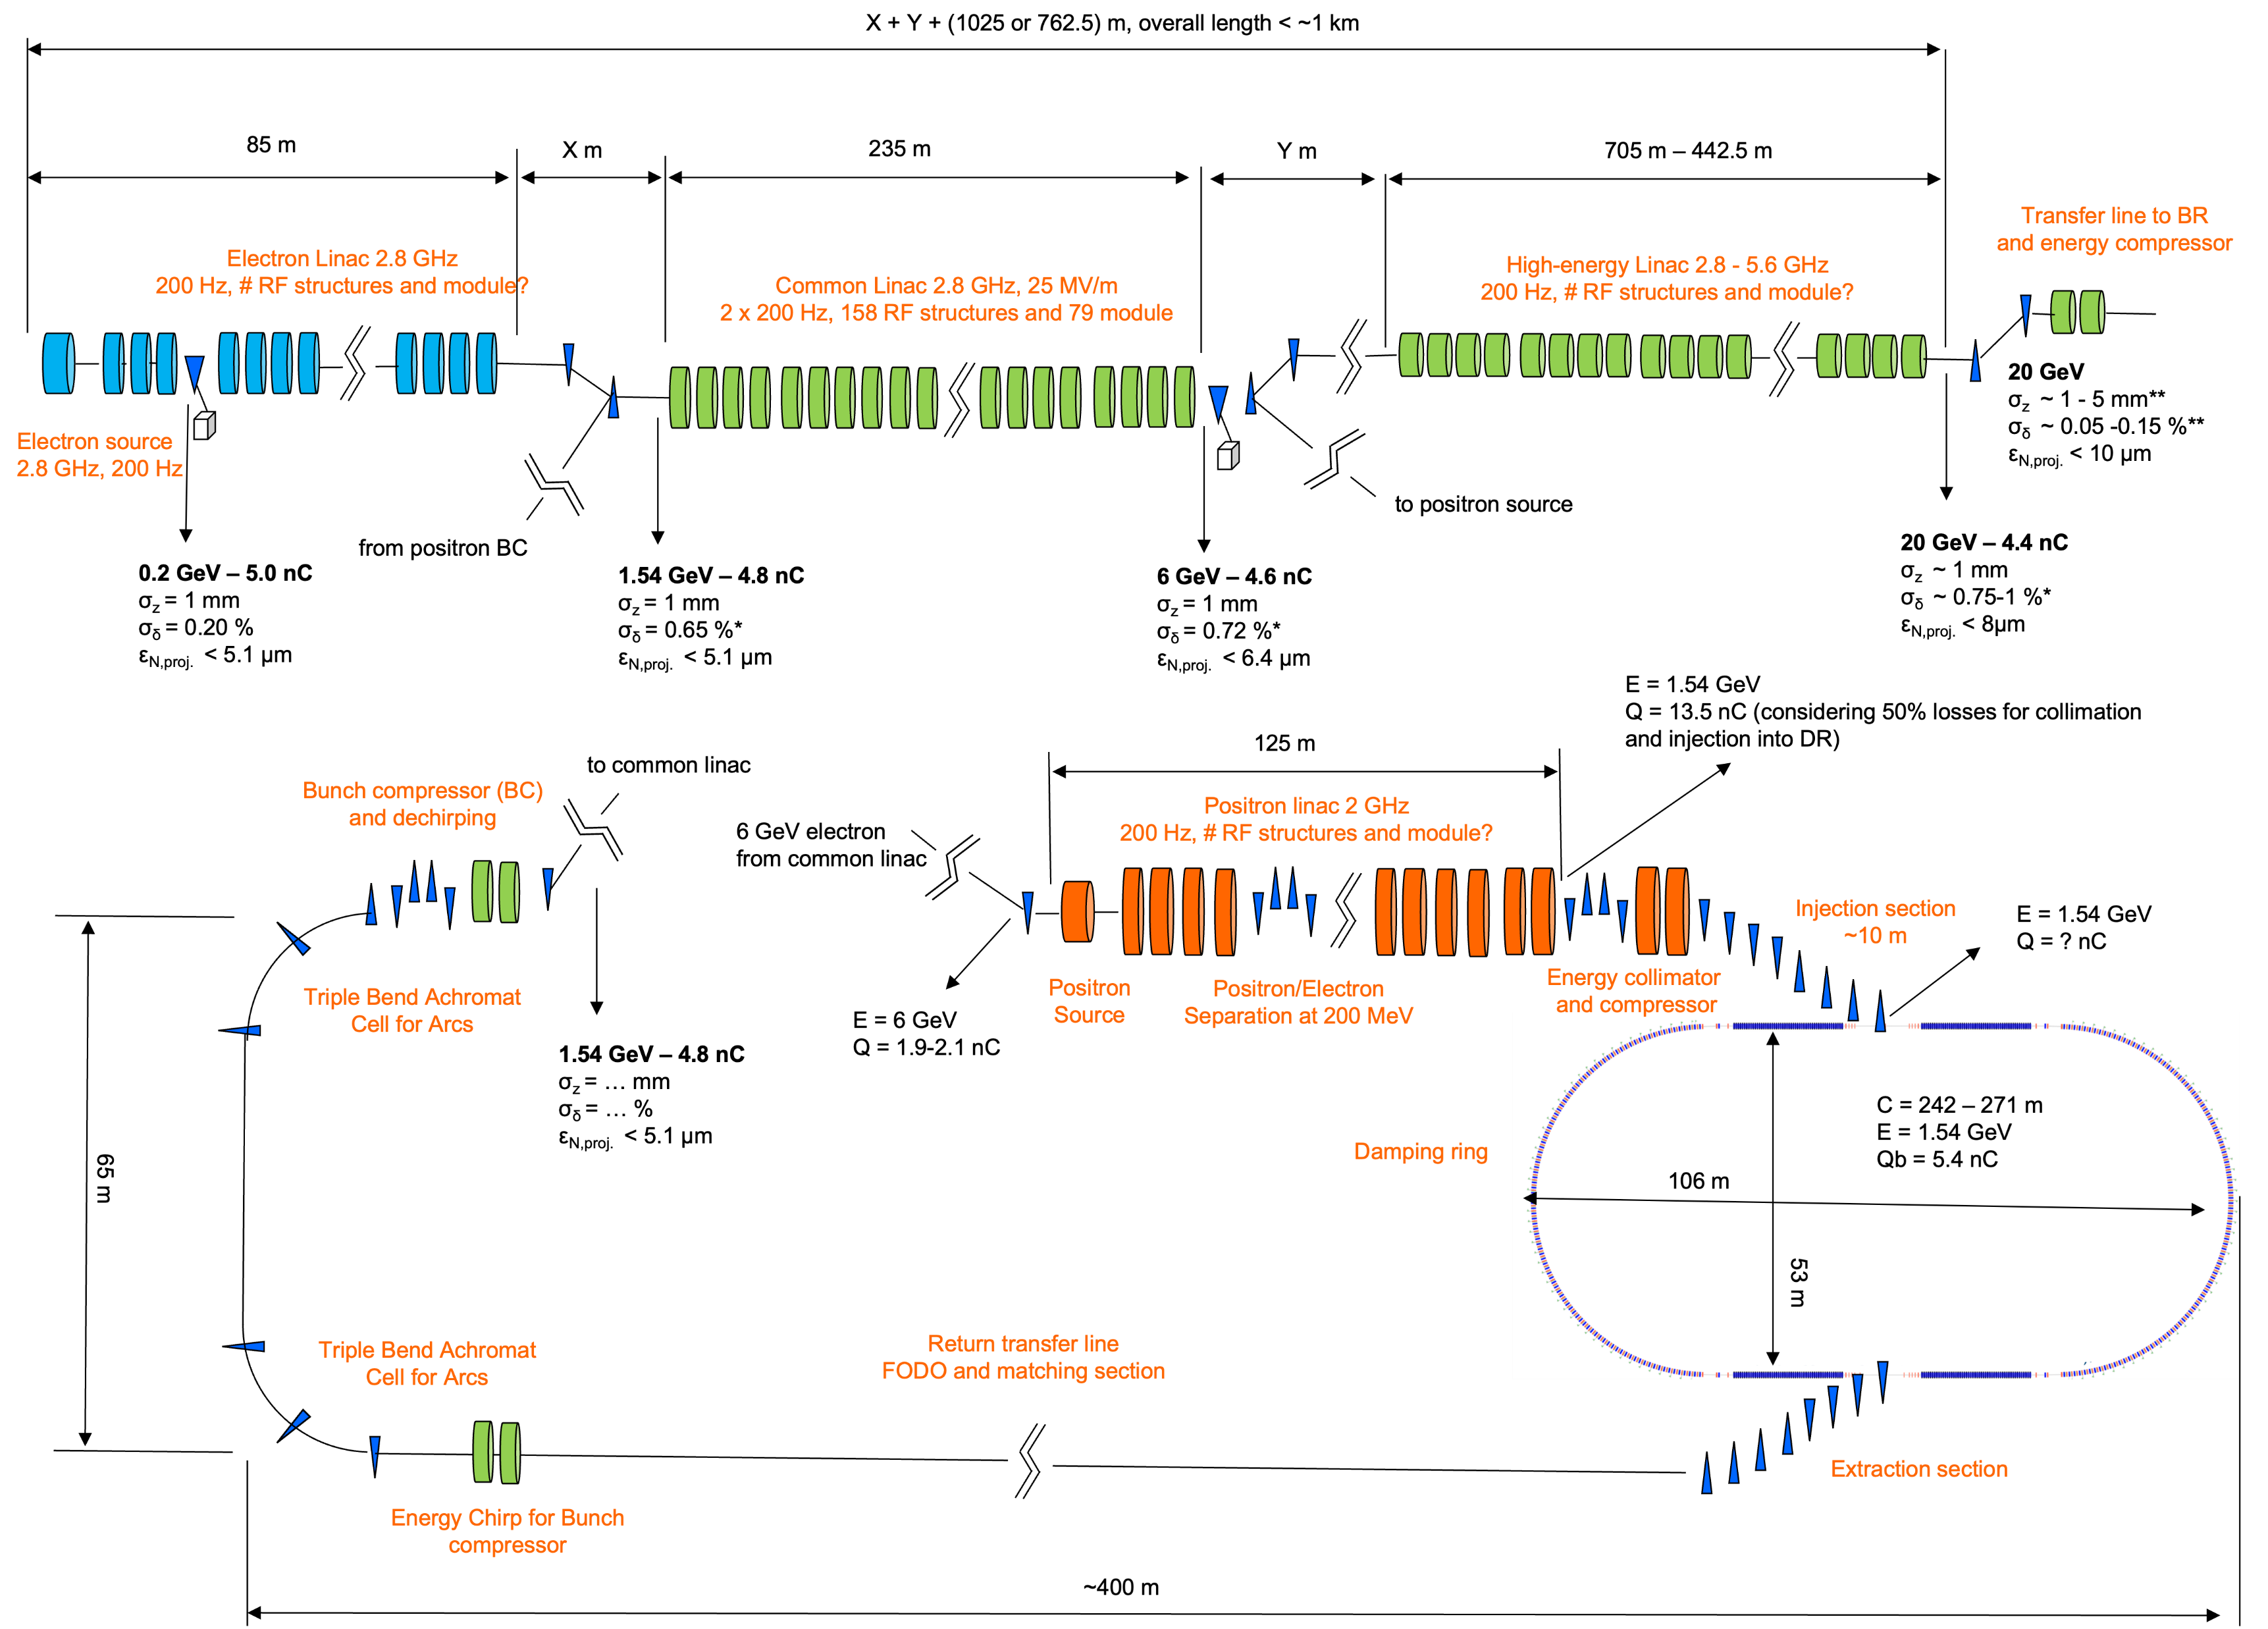 X + Y + (1025 or 762.5) m, overall length < ~1 km
85 m
X m
235 m
Y m
705 m – 442.5 m
Transfer line to BR
and energy compressor
Electron Linac 2.8 GHz
200 Hz, # RF structures and module?
Common Linac 2.8 GHz, 25 MV/m
2 x 200 Hz, 158 RF structures and 79 module
High-energy Linac 2.8 - 5.6 GHz
200 Hz, # RF structures and module?
Electron source
2.8 GHz, 200 Hz
20 GeV
σz ~ 1 - 5 mm**
σδ ~ 0.05 -0.15 %**
εN,proj. < 10 μm
from positron BC
to positron source
0.2 GeV – 5.0 nC
σz = 1 mm
σδ = 0.20 %
εN,proj. < 5.1 μm
1.54 GeV – 4.8 nC
σz = 1 mm
σδ = 0.65 %*
εN,proj. < 5.1 μm
6 GeV – 4.6 nC
σz = 1 mm
σδ = 0.72 %*
εN,proj. < 6.4 μm
20 GeV – 4.4 nC
σz ~ 1 mm
σδ ~ 0.75-1 %*
εN,proj. < 8μm
E = 1.54 GeV
Q = 13.5 nC (considering 50% losses for collimation
and injection into DR)
125 m
to common linac
Bunch compressor (BC)
and dechirping
6 GeV electron
from common linac
Positron linac 2 GHz
200 Hz, # RF structures and module?
Injection section
~10 m
E = 1.54 GeV
Q = ? nC
Triple Bend Achromat
Cell for Arcs
Positron
Source
Positron/Electron
Separation at 200 MeV
Energy collimator
and compressor
E = 6 GeV
Q = 1.9-2.1 nC
1.54 GeV – 4.8 nC
σz = … mm
σδ = … %
εN,proj. < 5.1 μm
65 m
Damping ring
C = 242 – 271 m
E = 1.54 GeV
Qb = 5.4 nC
106 m
53 m
Triple Bend Achromat
Cell for Arcs
Return transfer line
FODO and matching section
Extraction section
Energy Chirp for Bunch
compressor
~400 m